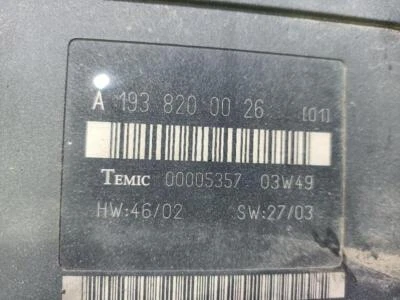 A 193 820 00 26 [01]
TEMIC 00005357 03W49
HW:46/02 SW:27/03